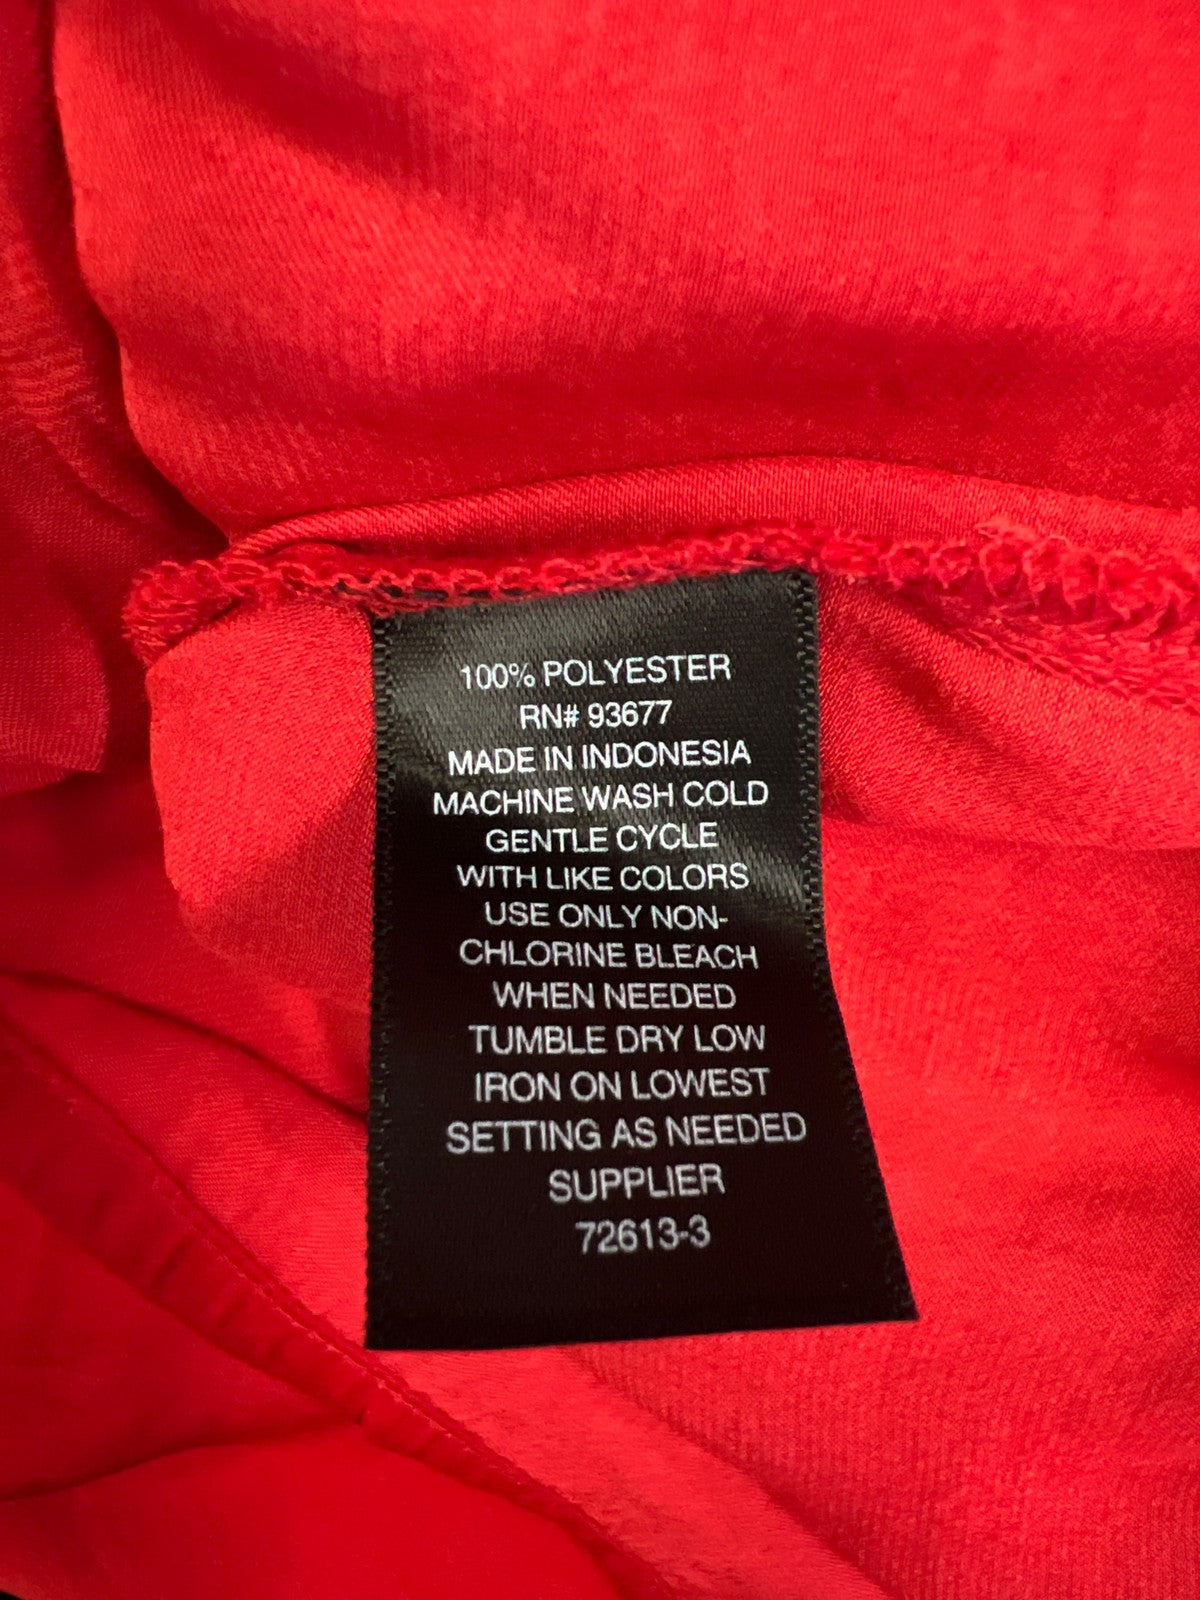 100% POLYESTER
RN# 93677
MADE IN INDONESIA
MACHINE WASH COLD
GENTLE CYCLE
WITH LIKE COLORS
USE ONLY NON-
CHLORINE BLEACH
WHEN NEEDED
TUMBLE DRY LOW
IRON ON LOWEST
SETTING AS NEEDED
SUPPLIER
72613-3